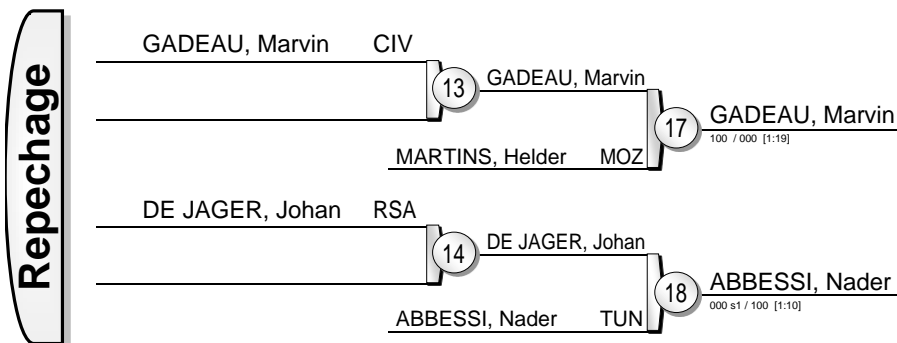 Repechage
GADEAU, Marvin CIV
13
GADEAU, Marvin
MARTINS, Helder MOZ
17
GADEAU, Marvin
100 / 000 [1:19]
DE JAGER, Johan RSA
14
DE JAGER, Johan
ABBESSI, Nader TUN
18
ABBESSI, Nader
000 s1 / 100 [1:10]